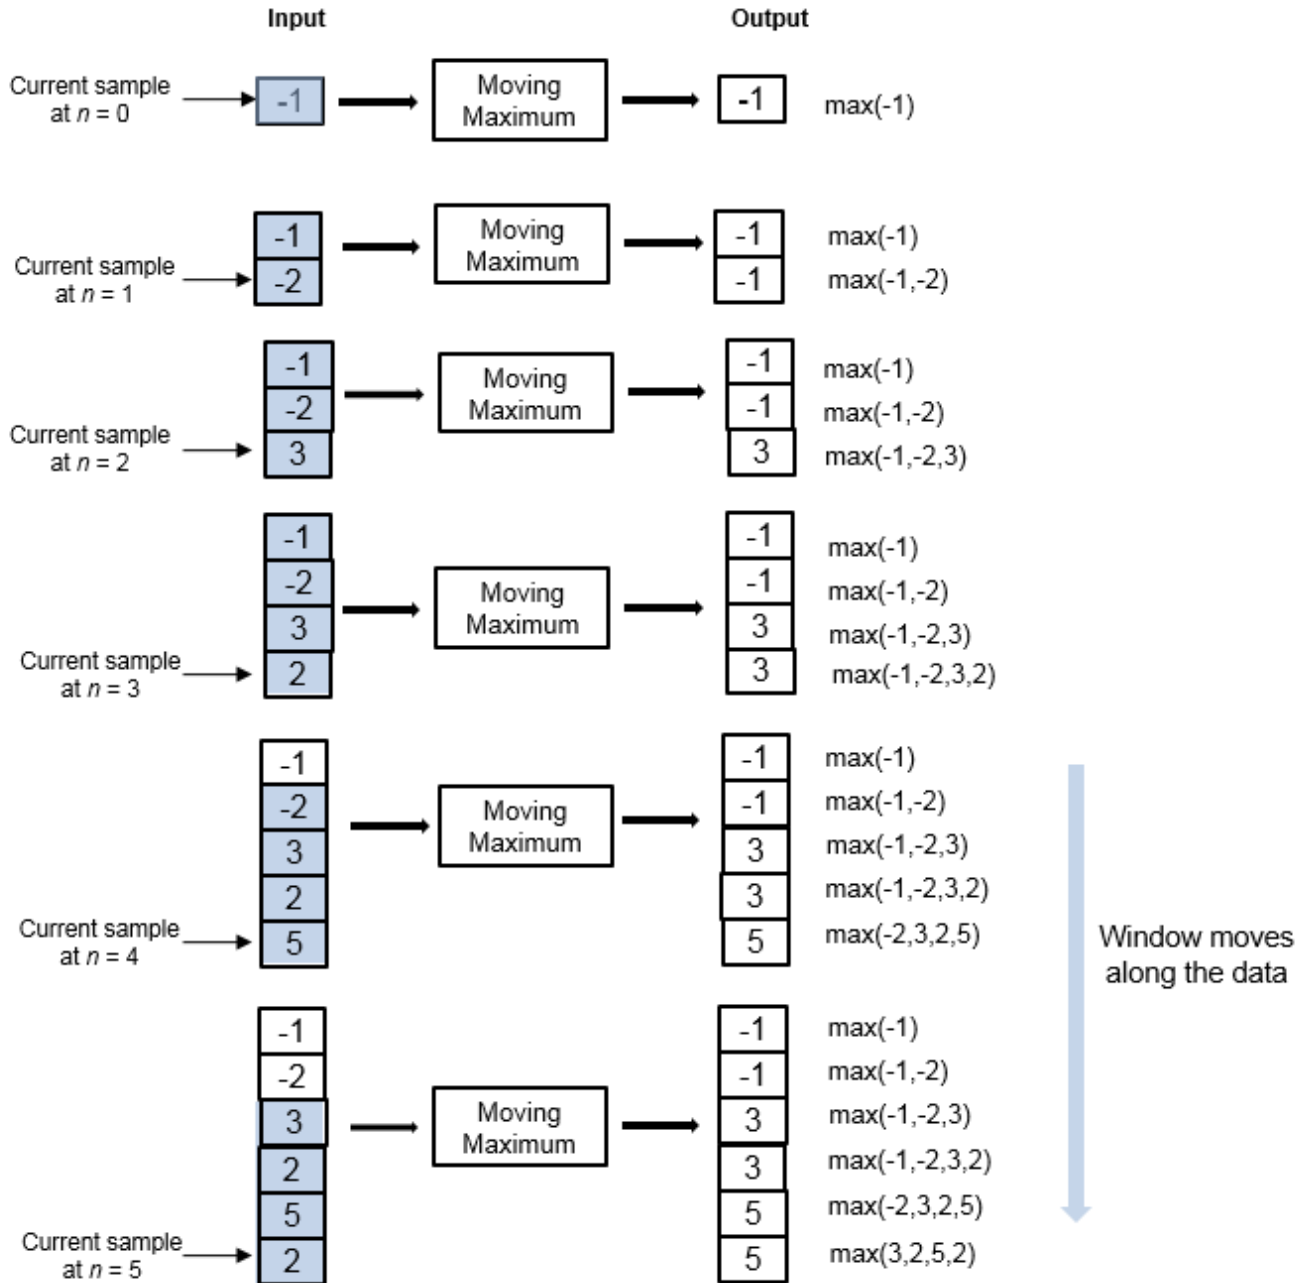 Input
Output
Current sample
at n = 0
-1
Moving
Maximum
-1
max(-1)
Current sample
at n = 1
-1
-2
Moving
Maximum
-1
-1
max(-1)
max(-1,-2)
Current sample
at n = 2
-1
-2
3
Moving
Maximum
-1
-1
3
max(-1)
max(-1,-2)
max(-1,-2,3)
Current sample
at n = 3
-1
-2
3
2
Moving
Maximum
-1
-1
3
3
max(-1)
max(-1,-2)
max(-1,-2,3)
max(-1,-2,3,2)
Current sample
at n = 4
-1
-2
3
2
5
Moving
Maximum
-1
-1
3
3
5
max(-1)
max(-1,-2)
max(-1,-2,3)
max(-1,-2,3,2)
max(-2,3,2,5)
Window moves
along the data
Current sample
at n = 5
-1
-2
3
2
5
2
Moving
Maximum
-1
-1
3
3
5
5
max(-1)
max(-1,-2)
max(-1,-2,3)
max(-1,-2,3,2)
max(-2,3,2,5)
max(3,2,5,2)